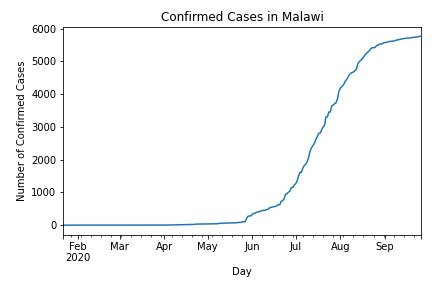 Confirmed Cases in Malawi
6000
5000
4000
3000
2000
1000
0
Number of Confirmed Cases
Feb Mar Apr May Jun Jul Aug Sep
2020
Day